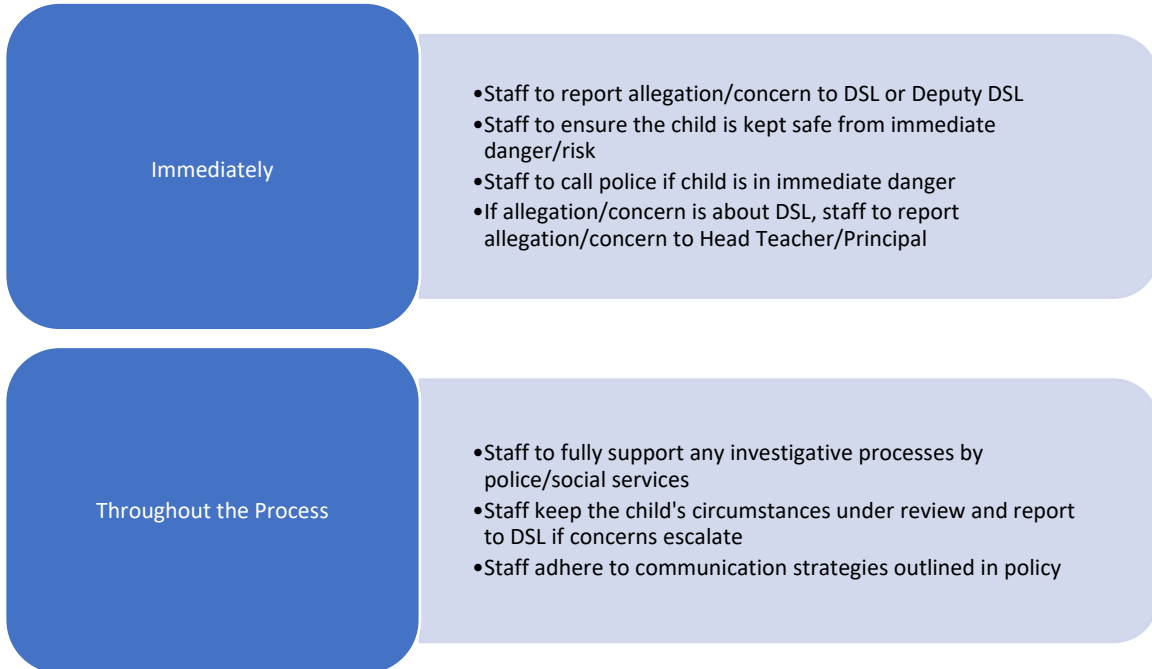 Immediately
•Staff to report allegation/concern to DSL or Deputy DSL
•Staff to ensure the child is kept safe from immediate
danger/risk
•Staff to call police if child is in immediate danger
•If allegation/concern is about DSL, staff to report
allegation/concern to Head Teacher/Principal
Throughout the Process
•Staff to fully support any investigative processes by
police/social services
•Staff keep the child's circumstances under review and report
to DSL if concerns escalate
•Staff adhere to communication strategies outlined in policy